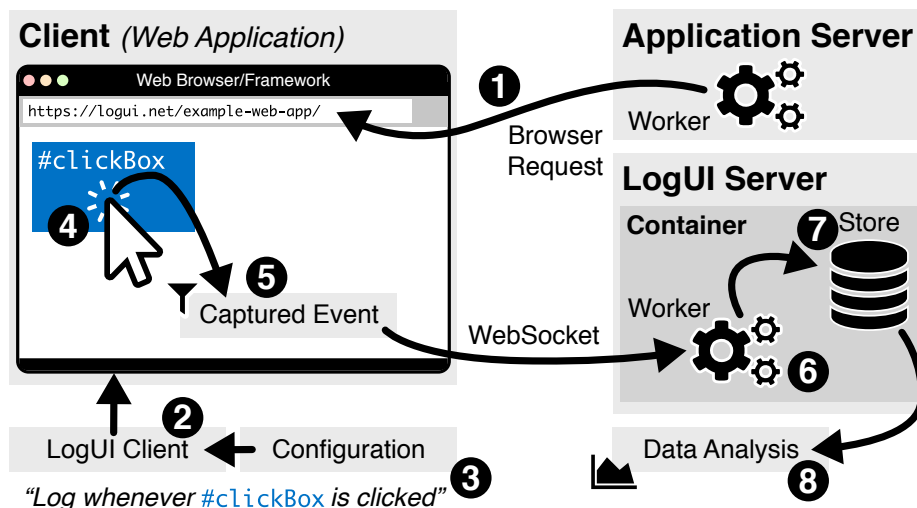 Client (Web Application)
Web Browser/Framework
https://logui.net/example-web-app/
#clickBox
4
5
Captured Event
1
Browser
Request
WebSocket
Application Server
Worker
LogUI Server
Container
7
Store
Worker
6
2
LogUI Client
Configuration
3
“Log whenever #clickBox is clicked”
Data Analysis
8